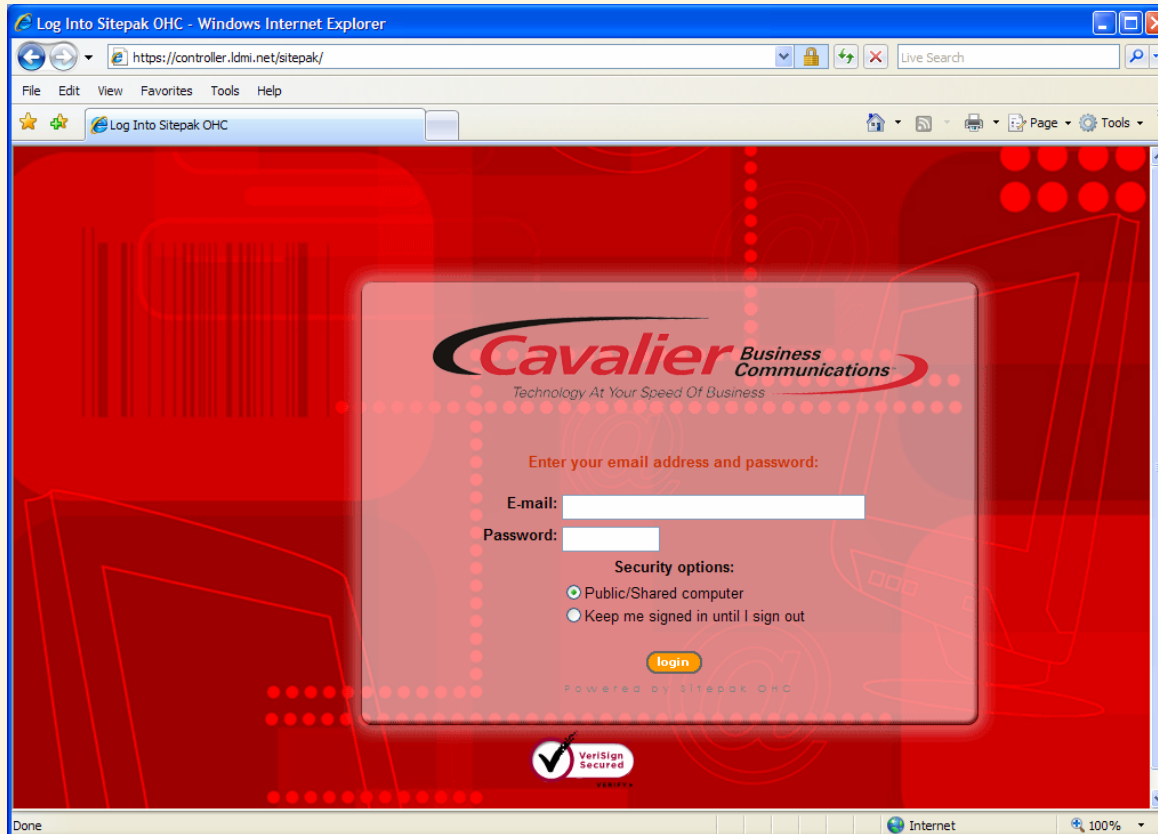 Log Into Sitepak OHC - Windows Internet Explorer
https://controller.ldmi.net/sitepak/
Live Search
File Edit View Favorites Tools Help
Log Into Sitepak OHC
Page Tools
Cavalier Business Communications
Technology At Your Speed Of Business
Enter your email address and password:
E-mail:
Password:
Security options:
Public/Shared computer
Keep me signed in until I sign out
login
Powered by Sitepak OHC
VeriSign
Secured
Done Internet 100%